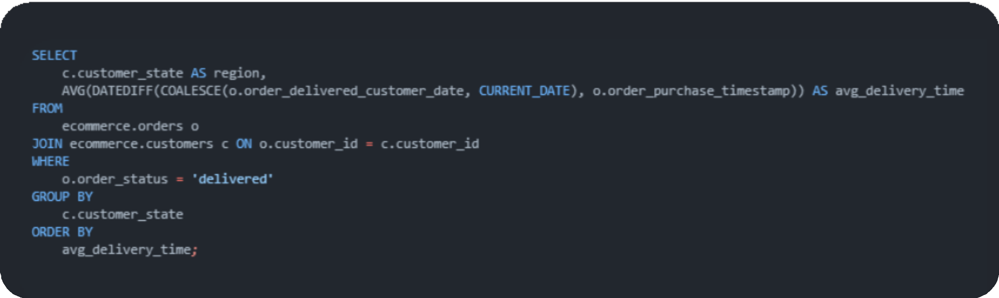 SELECT
    c.customer_state AS region,
    AVG(DATEDIFF(COALESCE(o.order_delivered_customer_date, CURRENT_DATE), o.order_purchase_timestamp)) AS avg_delivery_time
FROM
    ecommerce.orders o
JOIN ecommerce.customers c ON o.customer_id = c.customer_id
WHERE
    o.order_status = 'delivered'
GROUP BY
    c.customer_state
ORDER BY
    avg_delivery_time;